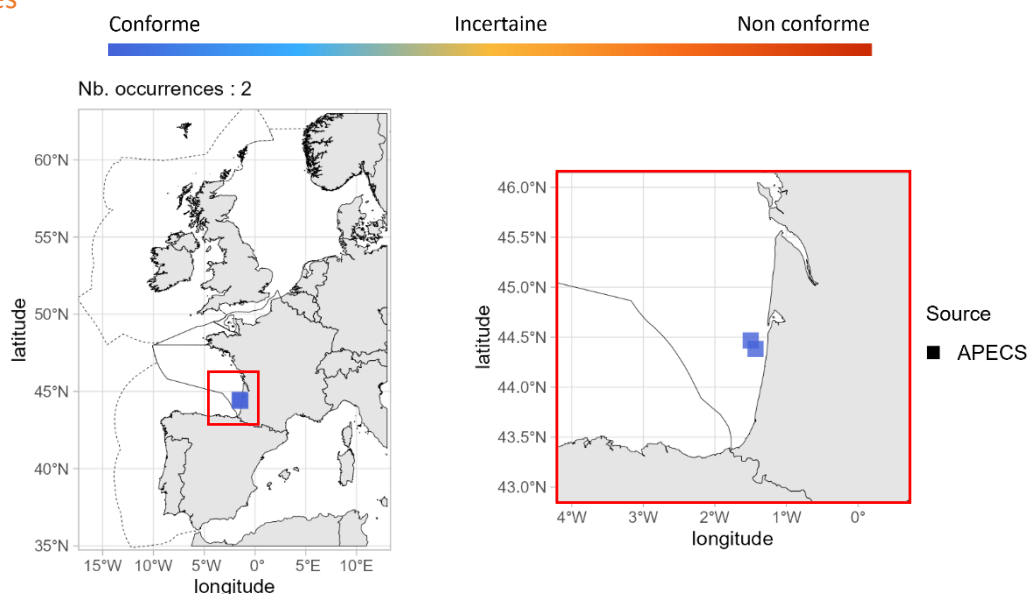 es
Conforme Incertaine Non conforme
Nb. occurrences : 2
60°N
55°N
50°N
45°N
40°N
35°N
latitude
15°W 10°W 5°W 0° 5°E 10°E
longitude
46.0°N
45.5°N
45.0°N
44.5°N
44.0°N
43.5°N
43.0°N
latitude
4°W 3°W 2°W 1°W 0°
longitude
Source
APECS